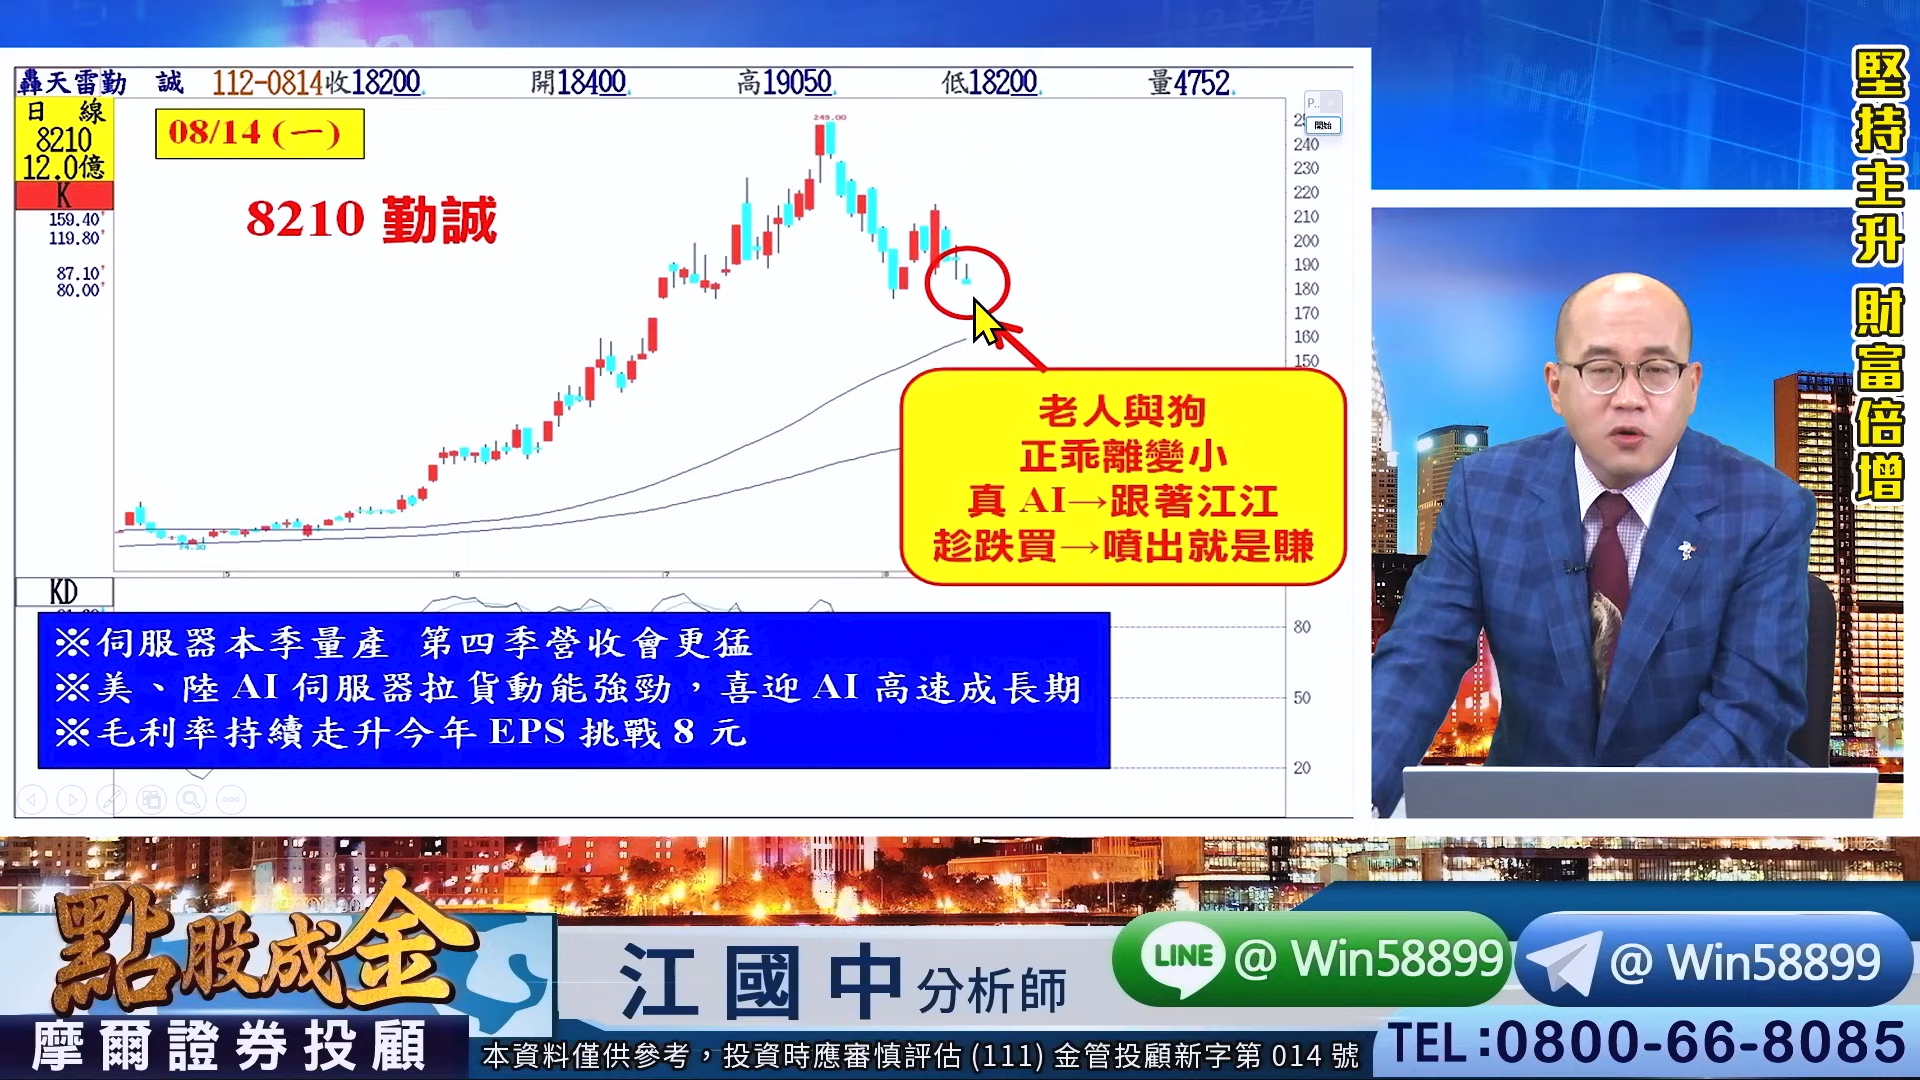 轟天雷勤　誠 112-0814收18200 開18400 高19050 低18200 量4752
日 線
8210
12.0億
K
159.40
119.80
87.10
80.00
08/14 (一)
8210 勤誠
249.00
74.30
240
230
220
210
200
190
180
170
160
150
P..
開始
老人與狗
正乖離變小
真 AI→跟著江江
趁跌買→噴出就是賺
5
6
7
8
KD
80
50
20
※伺服器本季量產 第四季營收會更猛
※美、陸 AI 伺服器拉貨動能強勁，喜迎 AI 高速成長期
※毛利率持續走升今年 EPS 挑戰 8 元
堅持主升 財富倍增
點股成金
摩爾證券投顧
江國中 分析師
LINE @ Win58899
@ Win58899
TEL:0800-66-8085
本資料僅供參考，投資時應審慎評估 (111) 金管投顧新字第 014 號